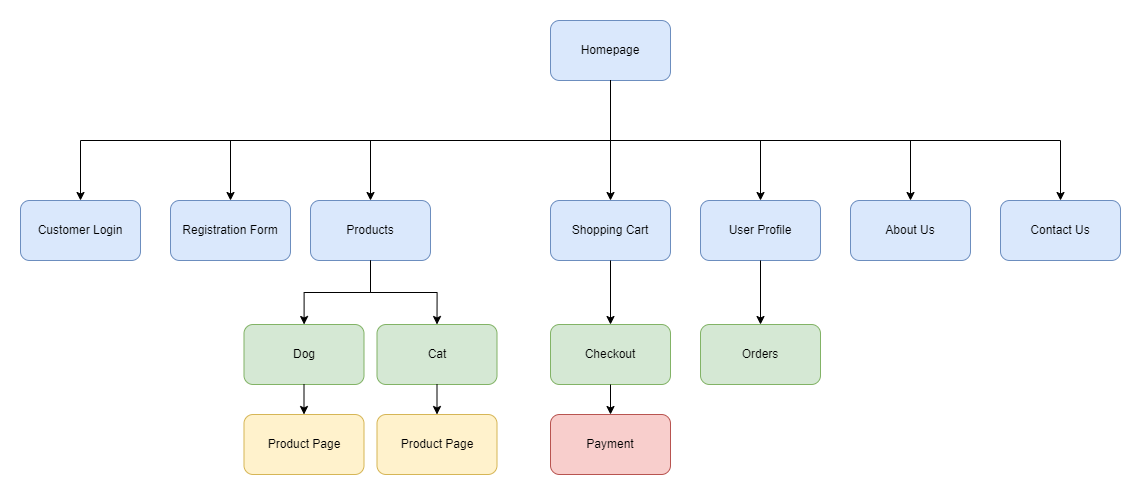 Homepage
Customer Login
Registration Form
Products
Shopping Cart
User Profile
About Us
Contact Us
Dog
Cat
Checkout
Orders
Product Page
Product Page
Payment